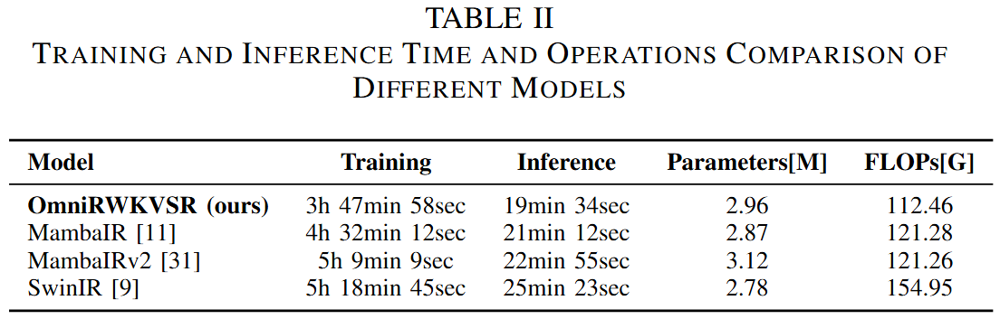 TABLE II
TRAINING AND INFERENCE TIME AND OPERATIONS COMPARISON OF
DIFFERENT MODELS
Model Training Inference Parameters[M] FLOPs[G]
OmniRWKVSR (ours) 3h 47min 58sec 19min 34sec 2.96 112.46
MambaIR [11] 4h 32min 12sec 21min 12sec 2.87 121.28
MambaIRv2 [31] 5h 9min 9sec 22min 55sec 3.12 121.26
SwinIR [9] 5h 18min 45sec 25min 23sec 2.78 154.95